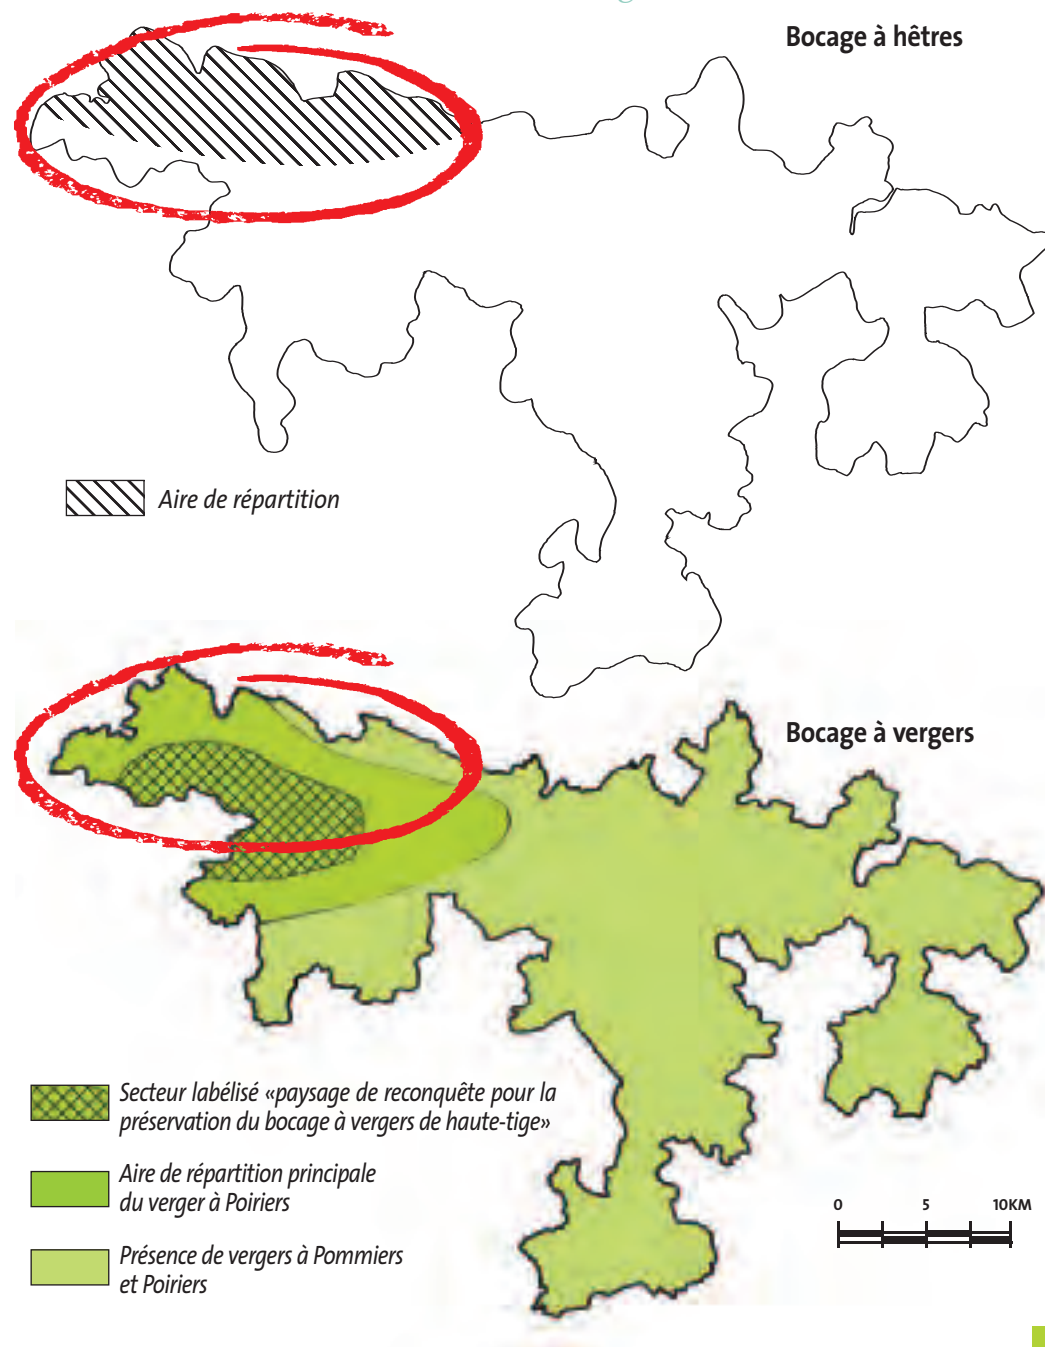 Bocage à hêtres
Aire de répartition
Bocage à vergers
Secteur labélisé «paysage de reconquête pour la
préservation du bocage à vergers de haute-tige»
Aire de répartition principale
du verger à Poiriers
Présence de vergers à Pommiers
et Poiriers
0 5 10KM